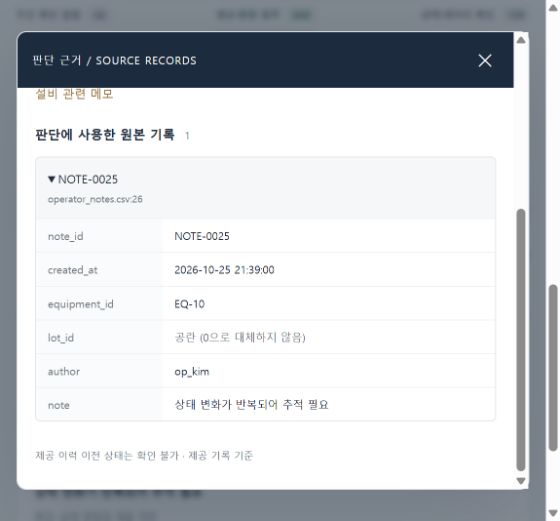 판단 근거 / SOURCE RECORDS
설비 관련 메모
판단에 사용한 원본 기록 1
▼ NOTE-0025
operator_notes.csv:26
note_id NOTE-0025
created_at 2026-10-25 21:39:00
equipment_id EQ-10
lot_id 공란 (0으로 대체하지 않음)
author op_kim
note 상태 변화가 반복되어 추적 필요
제공 이력 이전 상태는 확인 불가 · 제공 기록 기준